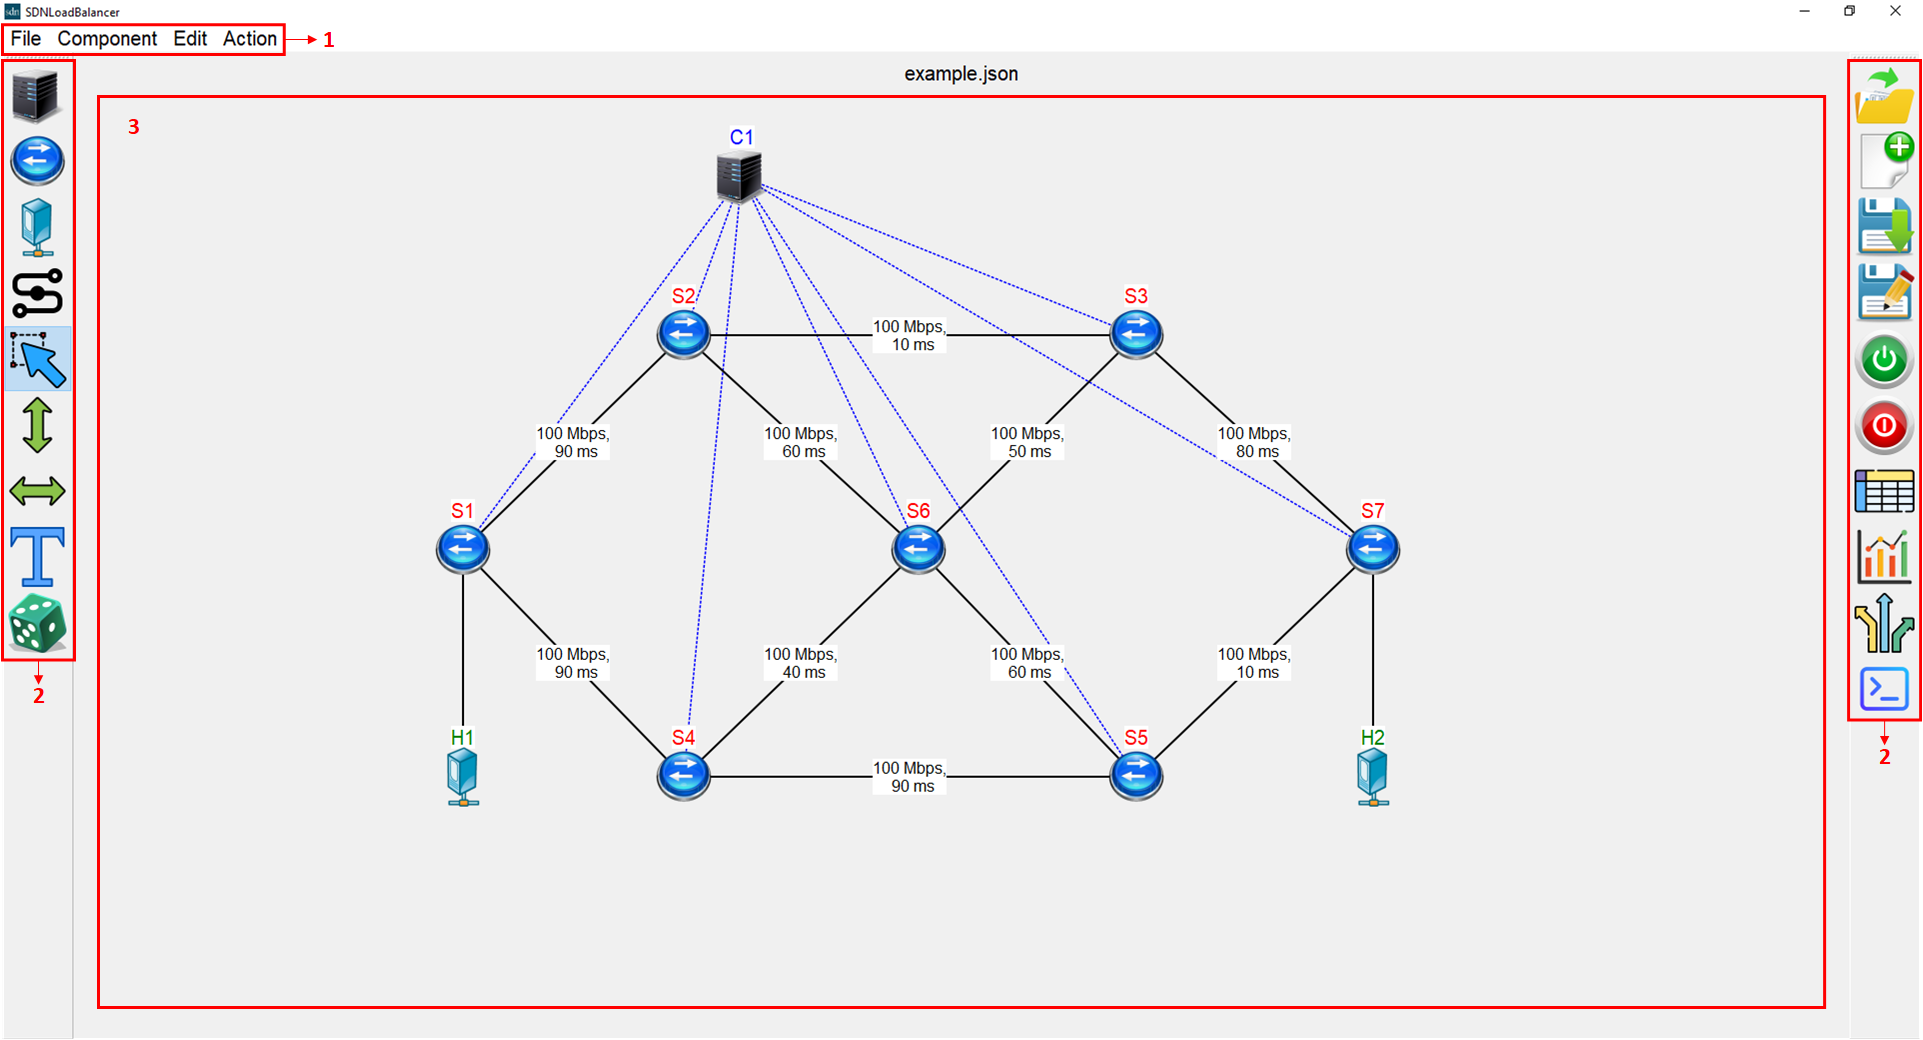 sdn SDNLoadBalancer
File Component Edit Action 1
example.json
3
C1
S2
S3
100 Mbps,
10 ms
100 Mbps,
90 ms
100 Mbps,
60 ms
100 Mbps,
50 ms
100 Mbps,
80 ms
S1
S6
S7
T
100 Mbps,
90 ms
100 Mbps,
40 ms
100 Mbps,
60 ms
100 Mbps,
10 ms
2
H1
S4
S5
H2
2
100 Mbps,
90 ms